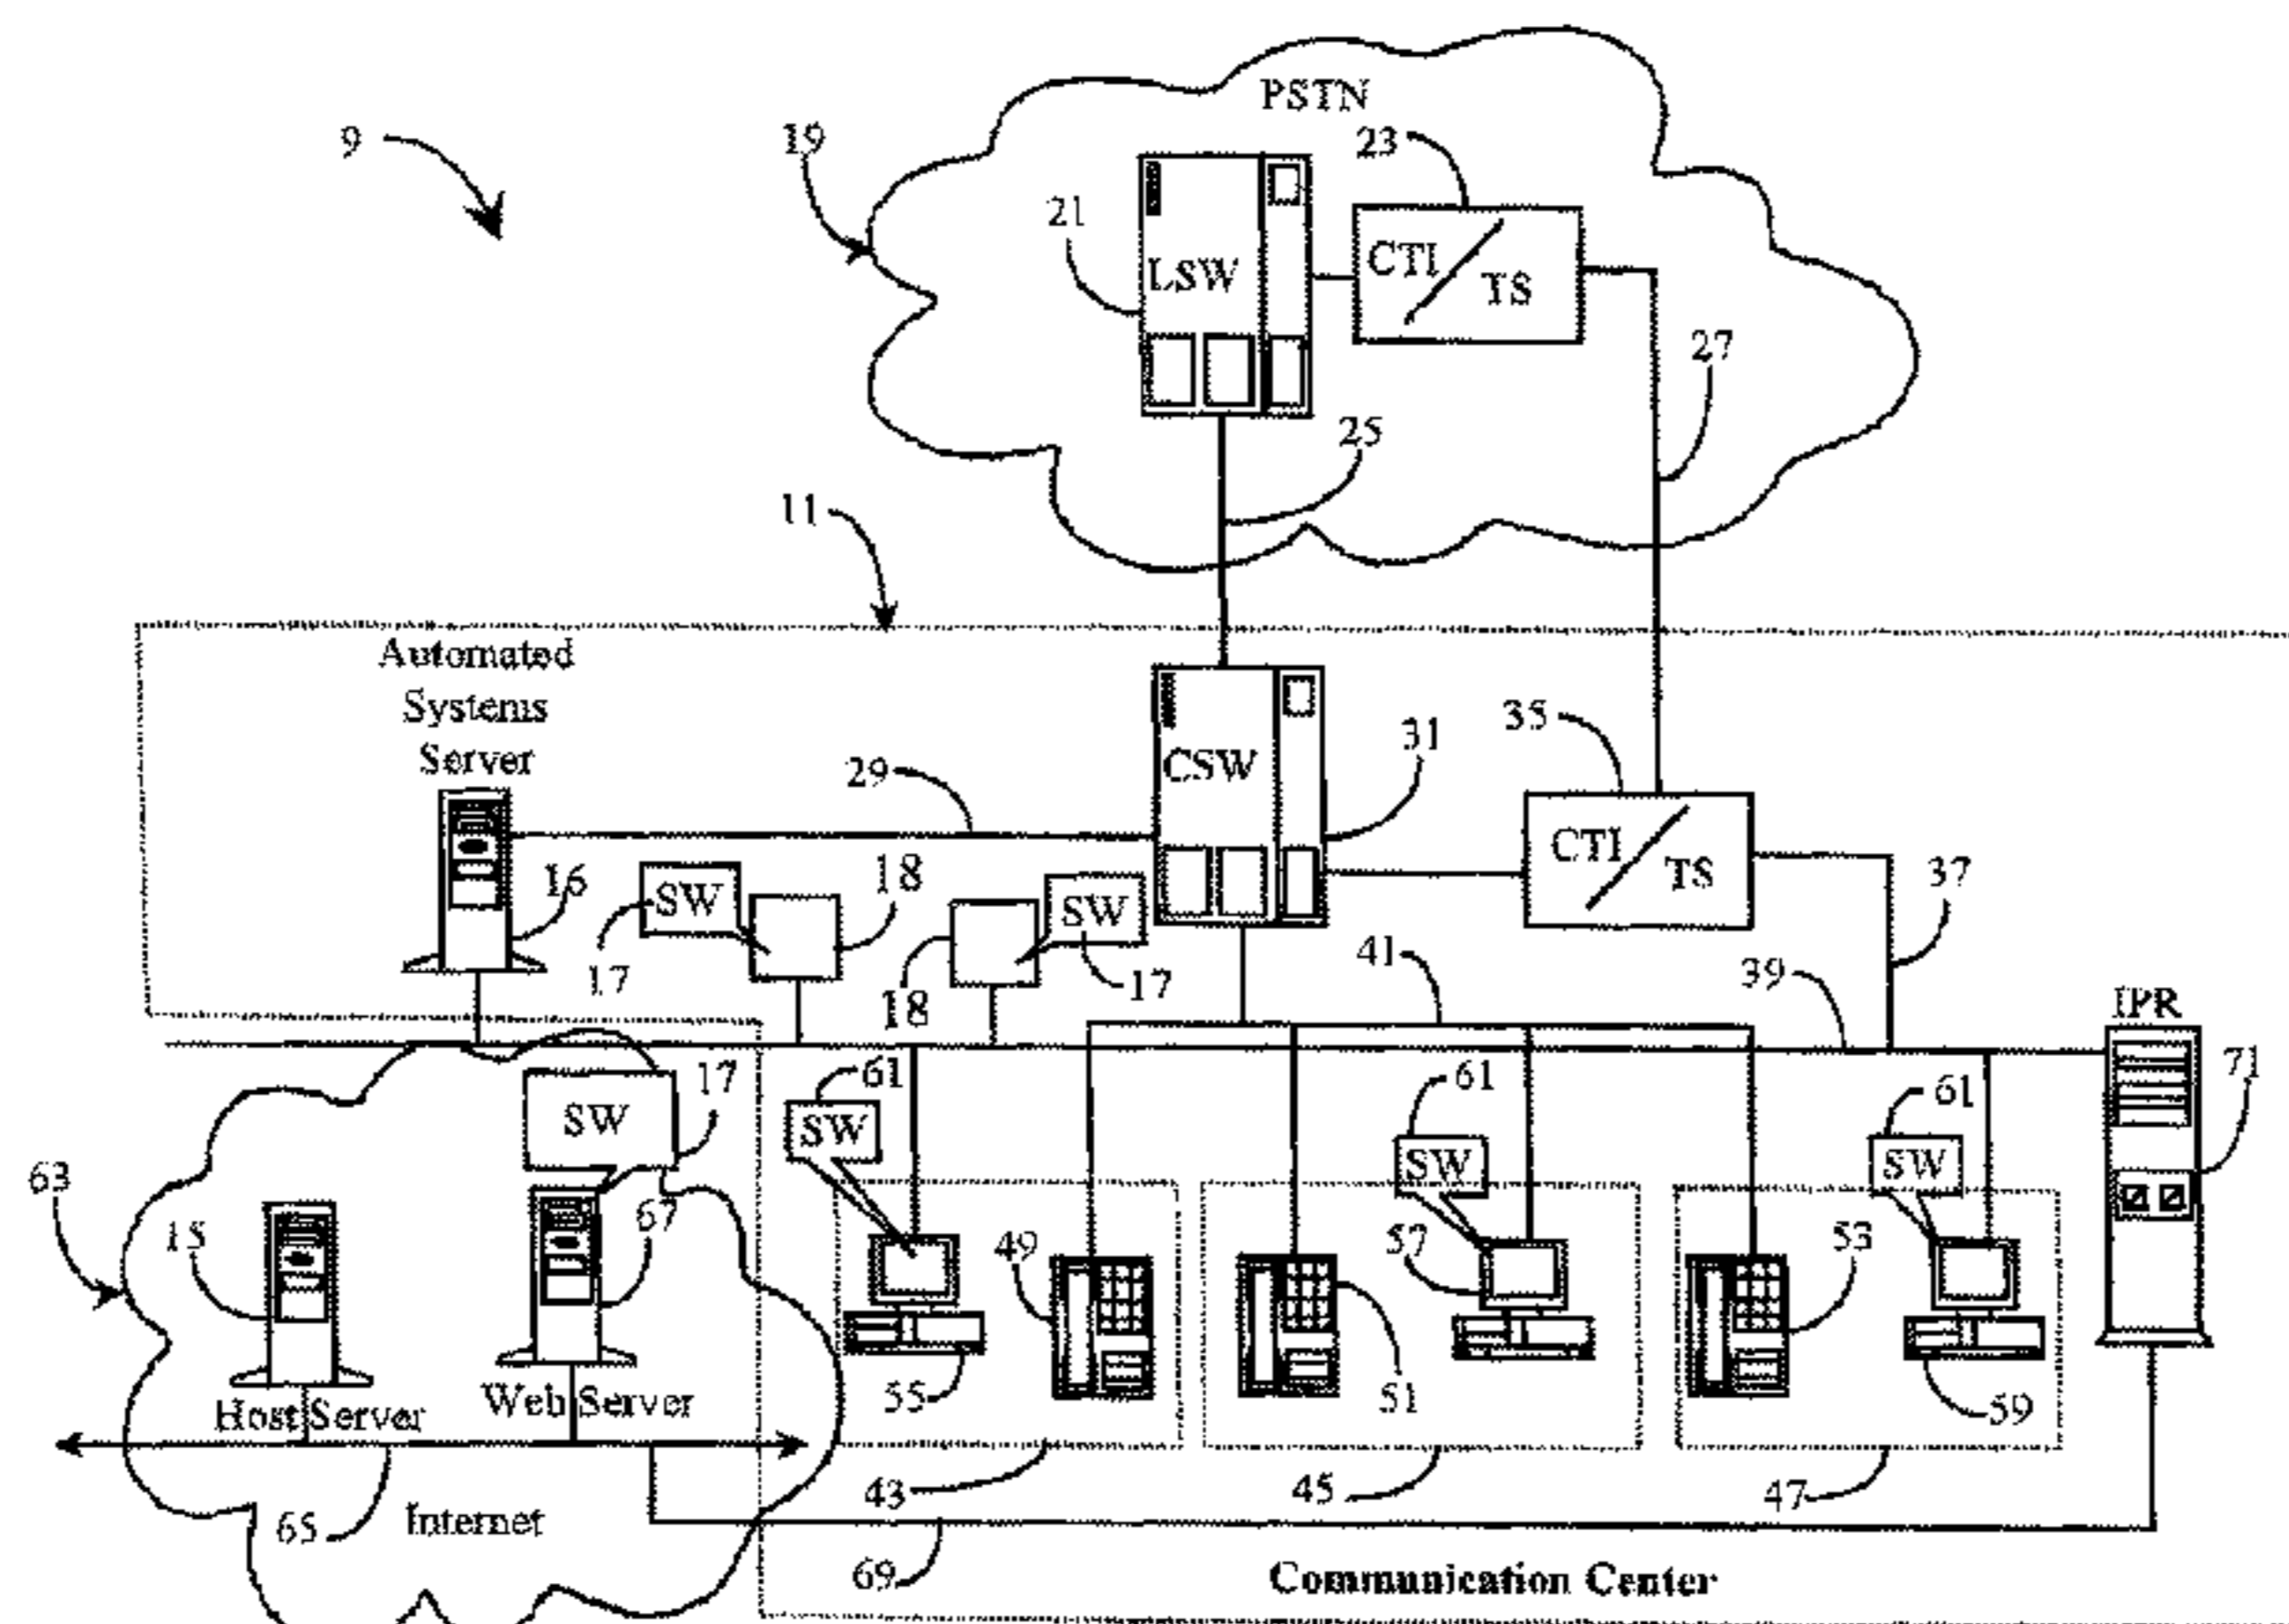 PSTN
9
19
23
21
LSW
CTI
TS
27
25
11
Automated
Systems
Server
CSW
35
31
29
CTI
TS
37
16
SW
18
SW
17
18
17
41
39
IPR
61
61
61
71
SW
17
SW
SW
SW
63
15
67
49
57
53
55
51
59
Host Server
Web Server
43
45
47
65
Internet
69
Communication Center